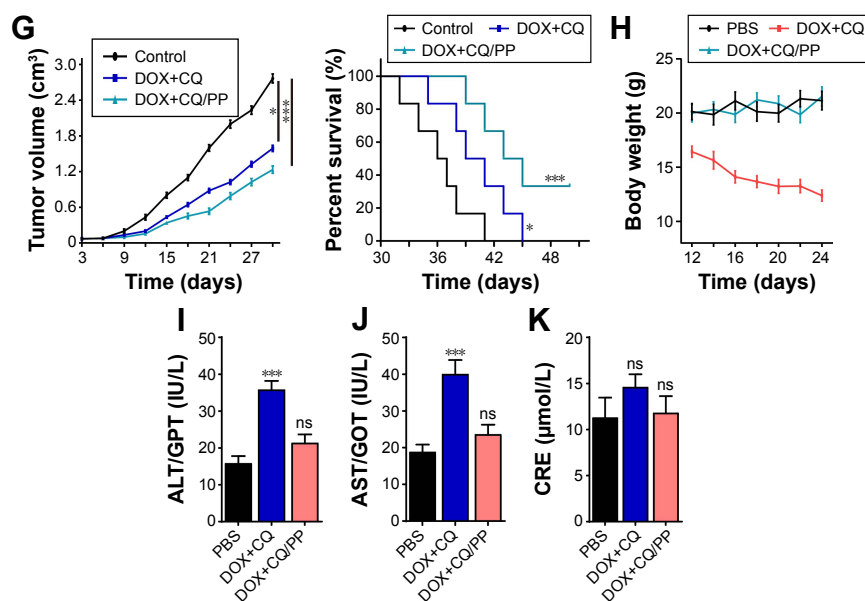 G
Control
DOX+CQ
DOX+CQ/PP
Tumor volume (cm³)
3.0
2.4
1.2
0.6
0
3 9 15 21 27
Time (days)
*
***
Control DOX+CQ
DOX+CQ/PP
Percent survival (%)
100
80
60
40
20
0
30 36 42 48
Time (days)
***
*
H
PBS DOX+CQ
DOX+CQ/PP
Body weight (g)
25
20
15
10
12 16 20 24
Time (days)
I
ALT/GPT (IU/L)
50
40
30
20
10
0
***
ns
PBS
DOX+CQ
DOX+CQ/PP
J
AST/GOT (IU/L)
50
40
30
20
10
0
***
ns
PBS
DOX+CQ
DOX+CQ/PP
K
CRE (μmol/L)
20
15
10
5
0
ns
ns
PBS
DOX+CQ
DOX+CQ/PP